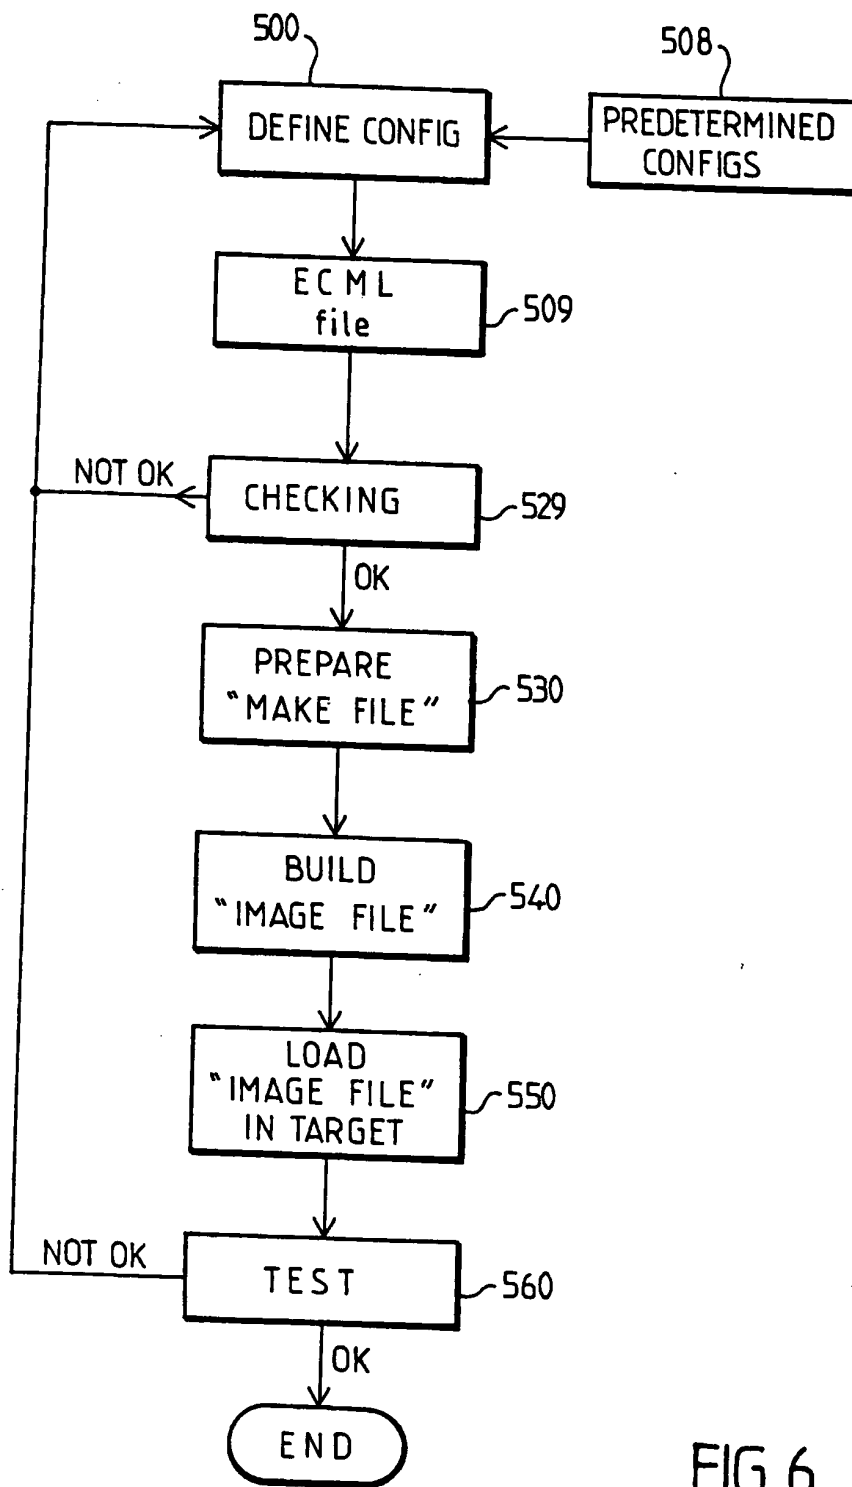 500
508
DEFINE CONFIG
PREDETERMINED
CONFIGS
ECML
file
509
NOT OK
CHECKING
529
OK
PREPARE
"MAKE FILE"
530
BUILD
"IMAGE FILE"
540
LOAD
"IMAGE FILE"
IN TARGET
550
NOT OK
TEST
560
OK
END
FIG 6